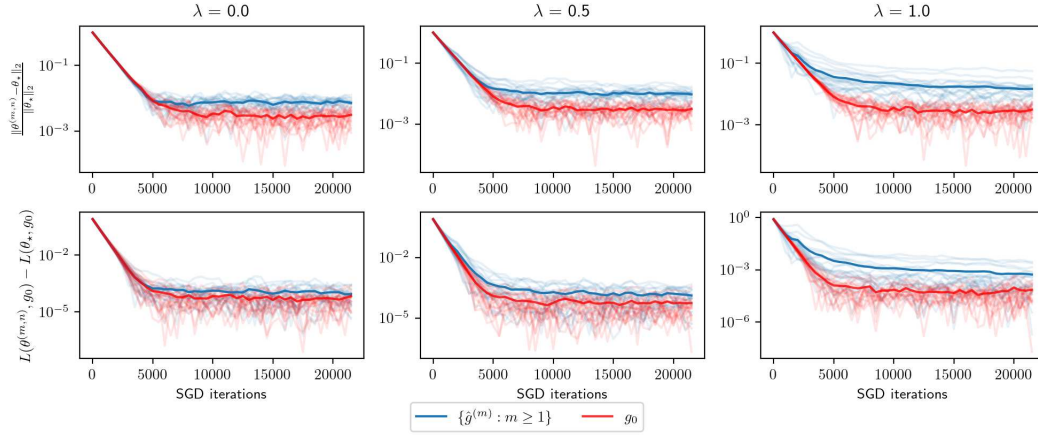 λ = 0.0
λ = 0.5
λ = 1.0
‖θ^(m,n) − θ⋆‖₂ / ‖θ⋆‖₂
10⁻¹
10⁻³
0 5000 10000 15000 20000
10⁻¹
10⁻³
0 5000 10000 15000 20000
10⁻¹
10⁻³
0 5000 10000 15000 20000
L(θ^(m,n), g₀) − L(θ⋆, g₀)
10⁻²
10⁻⁵
0 5000 10000 15000 20000
SGD iterations
10⁻²
10⁻⁵
0 5000 10000 15000 20000
SGD iterations
10⁰
10⁻³
10⁻⁶
0 5000 10000 15000 20000
SGD iterations
{ĝ^(m) : m ≥ 1}
g₀